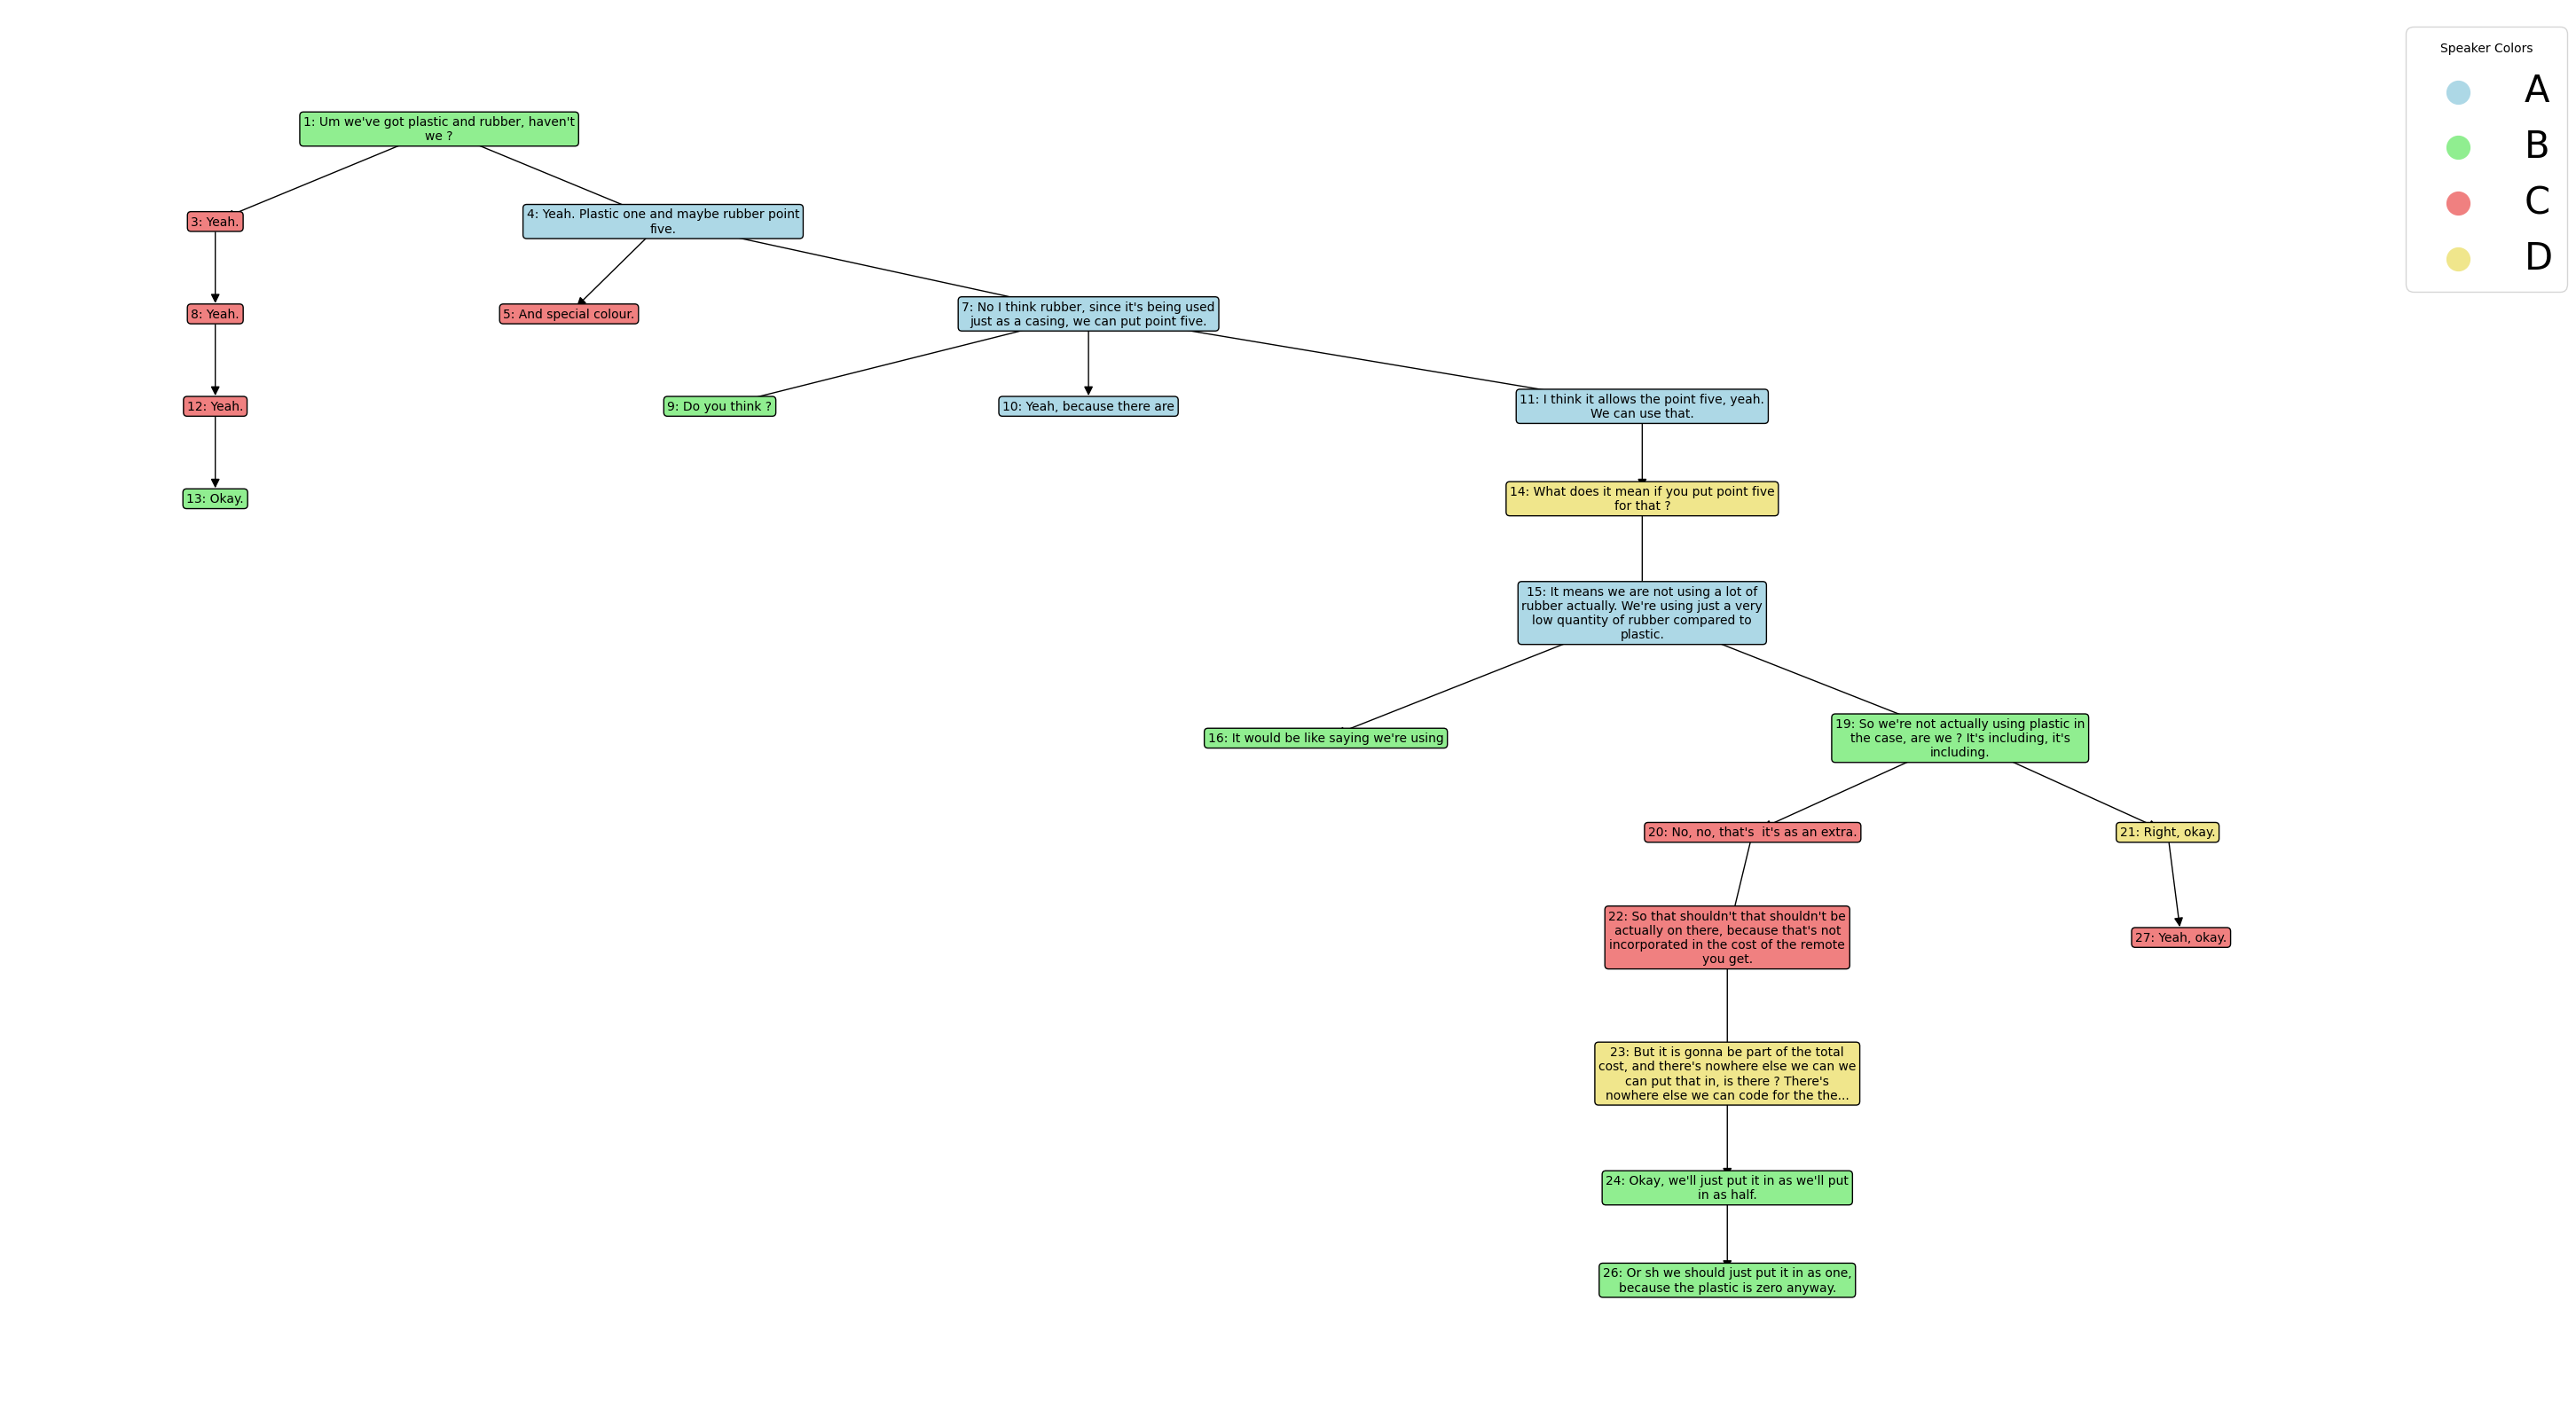 Speaker Colors
A
B
C
D
1: Um we've got plastic and rubber, haven't
we ?
3: Yeah.
4: Yeah. Plastic one and maybe rubber point
five.
8: Yeah.
5: And special colour.
7: No I think rubber, since it's being used
just as a casing, we can put point five.
12: Yeah.
9: Do you think ?
10: Yeah, because there are
11: I think it allows the point five, yeah.
We can use that.
13: Okay.
14: What does it mean if you put point five
for that ?
15: It means we are not using a lot of
rubber actually. We're using just a very
low quantity of rubber compared to
plastic.
16: It would be like saying we're using
19: So we're not actually using plastic in
the case, are we ? It's including, it's
including.
20: No, no, that's  it's as an extra.
21: Right, okay.
22: So that shouldn't that shouldn't be
actually on there, because that's not
incorporated in the cost of the remote
you get.
27: Yeah, okay.
23: But it is gonna be part of the total
cost, and there's nowhere else we can we
can put that in, is there ? There's
nowhere else we can code for the the...
24: Okay, we'll just put it in as we'll put
in as half.
26: Or sh we should just put it in as one,
because the plastic is zero anyway.